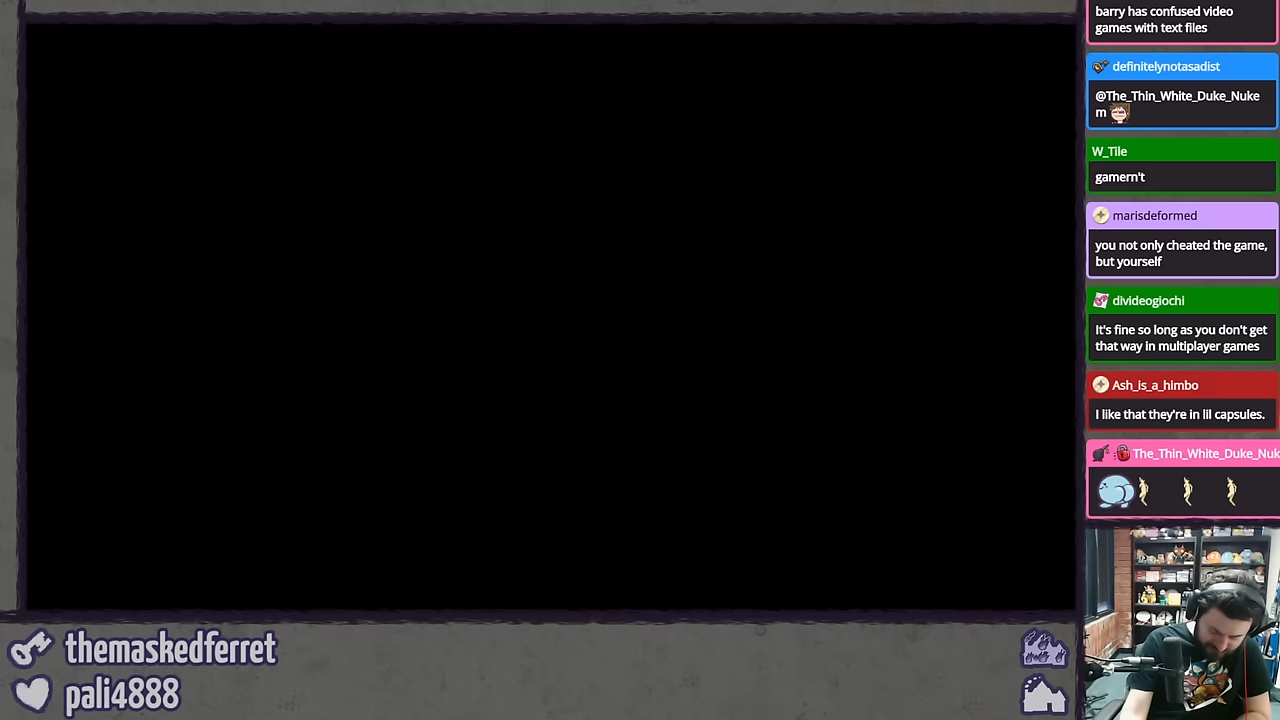 barry has confused video
games with text files
definitelynotasadist
@The_Thin_White_Duke_Nuke
m
W_Tile
gamern't
marisdeformed
you not only cheated the game,
but yourself
divideogiochi
It's fine so long as you don't get
that way in multiplayer games
Ash_is_a_himbo
I like that they're in lil capsules.
The_Thin_White_Duke_Nuk
themaskedferret
pali4888